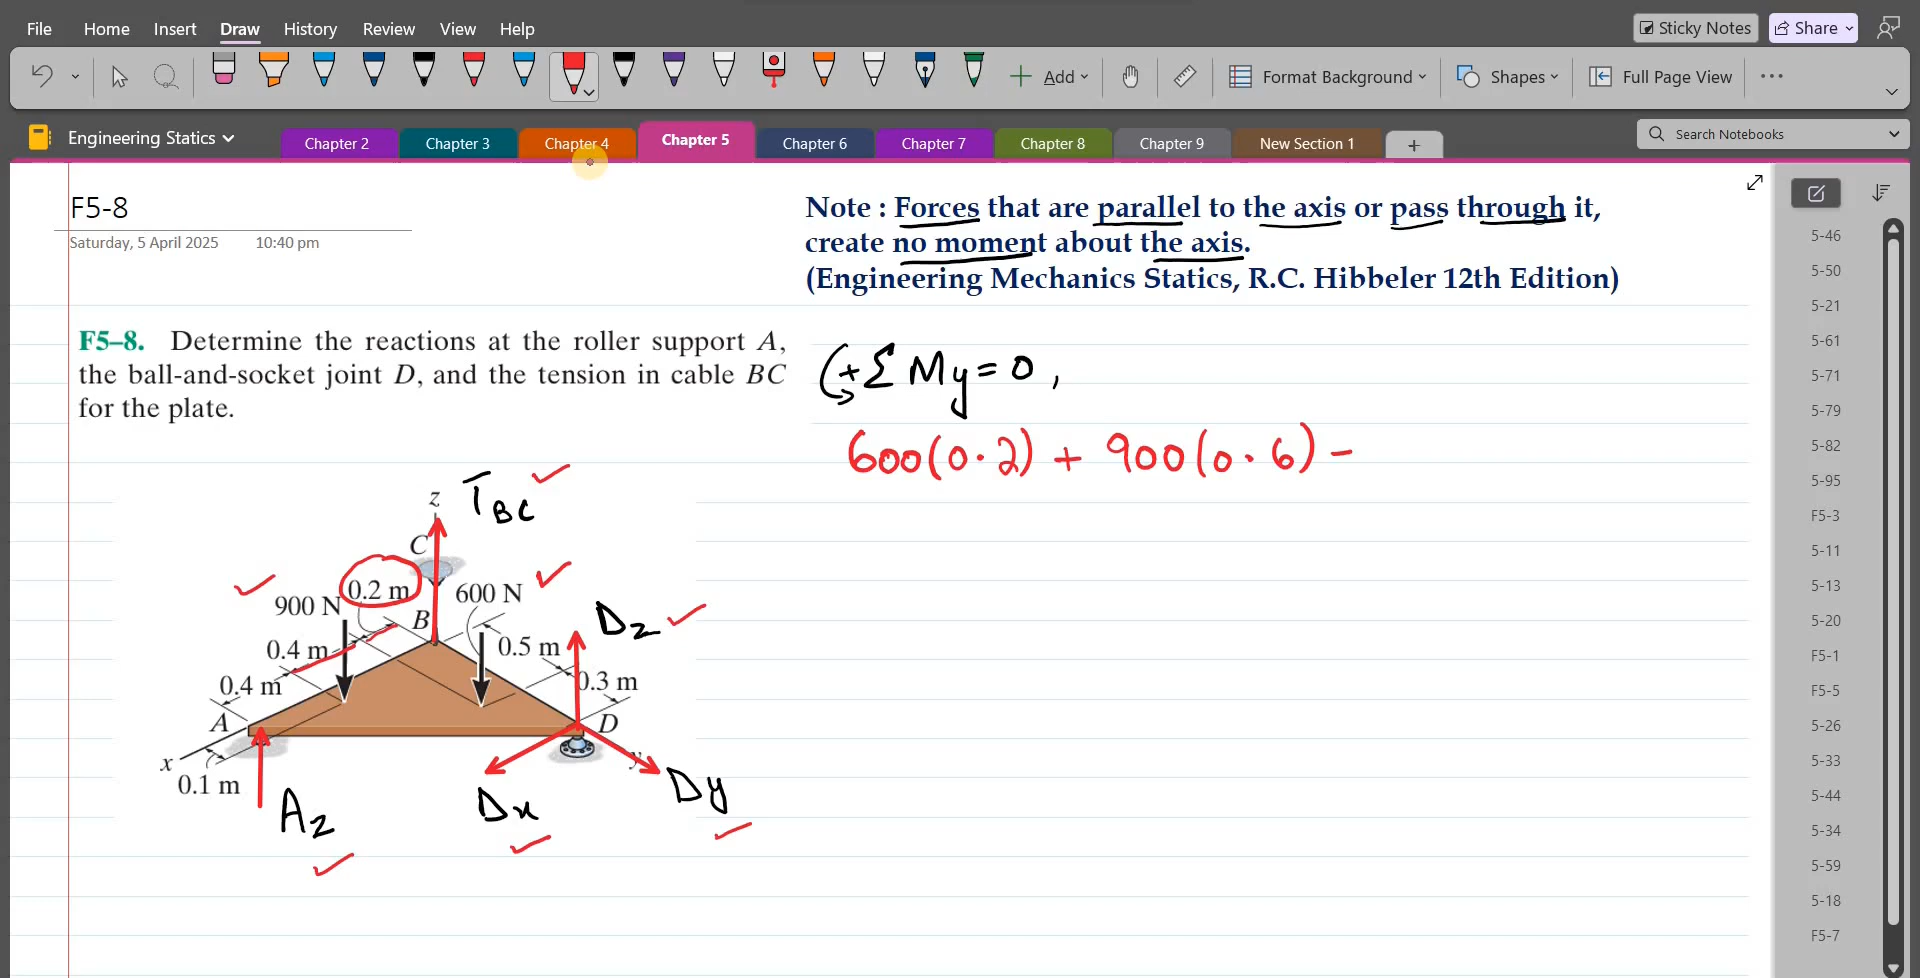 File Home Insert Draw History Review View Help
Sticky Notes Share
Add Format Background Shapes Full Page View
Engineering Statics Chapter 2 Chapter 3 Chapter 4 Chapter 5 Chapter 6 Chapter 7 Chapter 8 Chapter 9 New Section 1 + Search Notebooks
F5-8
Saturday, 5 April 2025 10:40 pm
Note : Forces that are parallel to the axis or pass through it,
create no moment about the axis.
(Engineering Mechanics Statics, R.C. Hibbeler 12th Edition)
F5–8. Determine the reactions at the roller support A,
the ball-and-socket joint D, and the tension in cable BC
for the plate.
(+ Σ My = 0 ,
600(0.2) + 900(0.6) -
z
TBC
C
0.2 m
600 N
900 N
B
Dz
0.4 m
0.5 m
0.4 m
0.3 m
A
D
x
y
0.1 m
Az
Dx
Dy
5-46
5-50
5-21
5-61
5-71
5-79
5-82
5-95
F5-3
5-11
5-13
5-20
F5-1
F5-5
5-26
5-33
5-44
5-34
5-59
5-18
F5-7